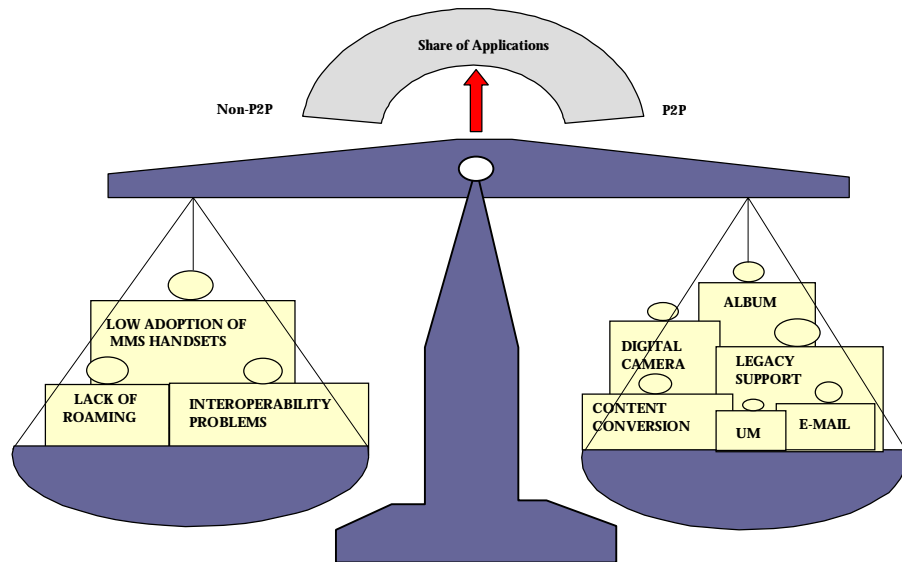 Share of Applications
Non-P2P
P2P
LOW ADOPTION OF
MMS HANDSETS
LACK OF
ROAMING
INTEROPERABILITY
PROBLEMS
ALBUM
DIGITAL
CAMERA
LEGACY
SUPPORT
CONTENT
CONVERSION
UM
E-MAIL